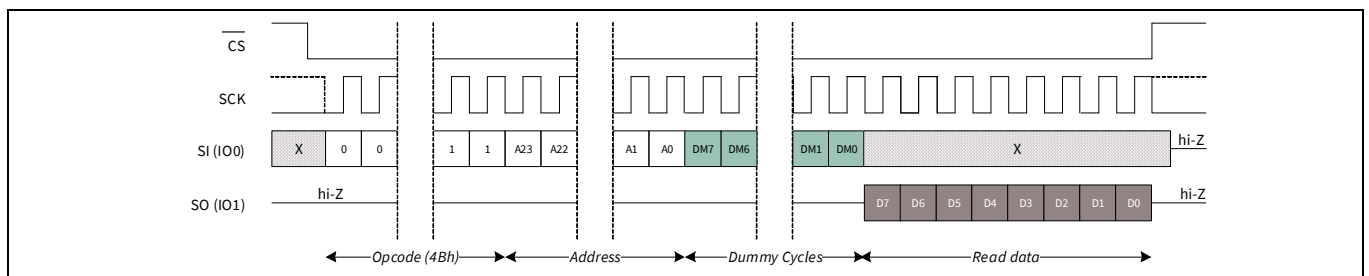 CS
SCK
SI (IO0) X 0 0 1 1 A23 A22 A1 A0 DM7 DM6 DM1 DM0 X hi-Z
SO (IO1) hi-Z D7 D6 D5 D4 D3 D2 D1 D0 hi-Z
Opcode (4Bh) Address Dummy Cycles Read data